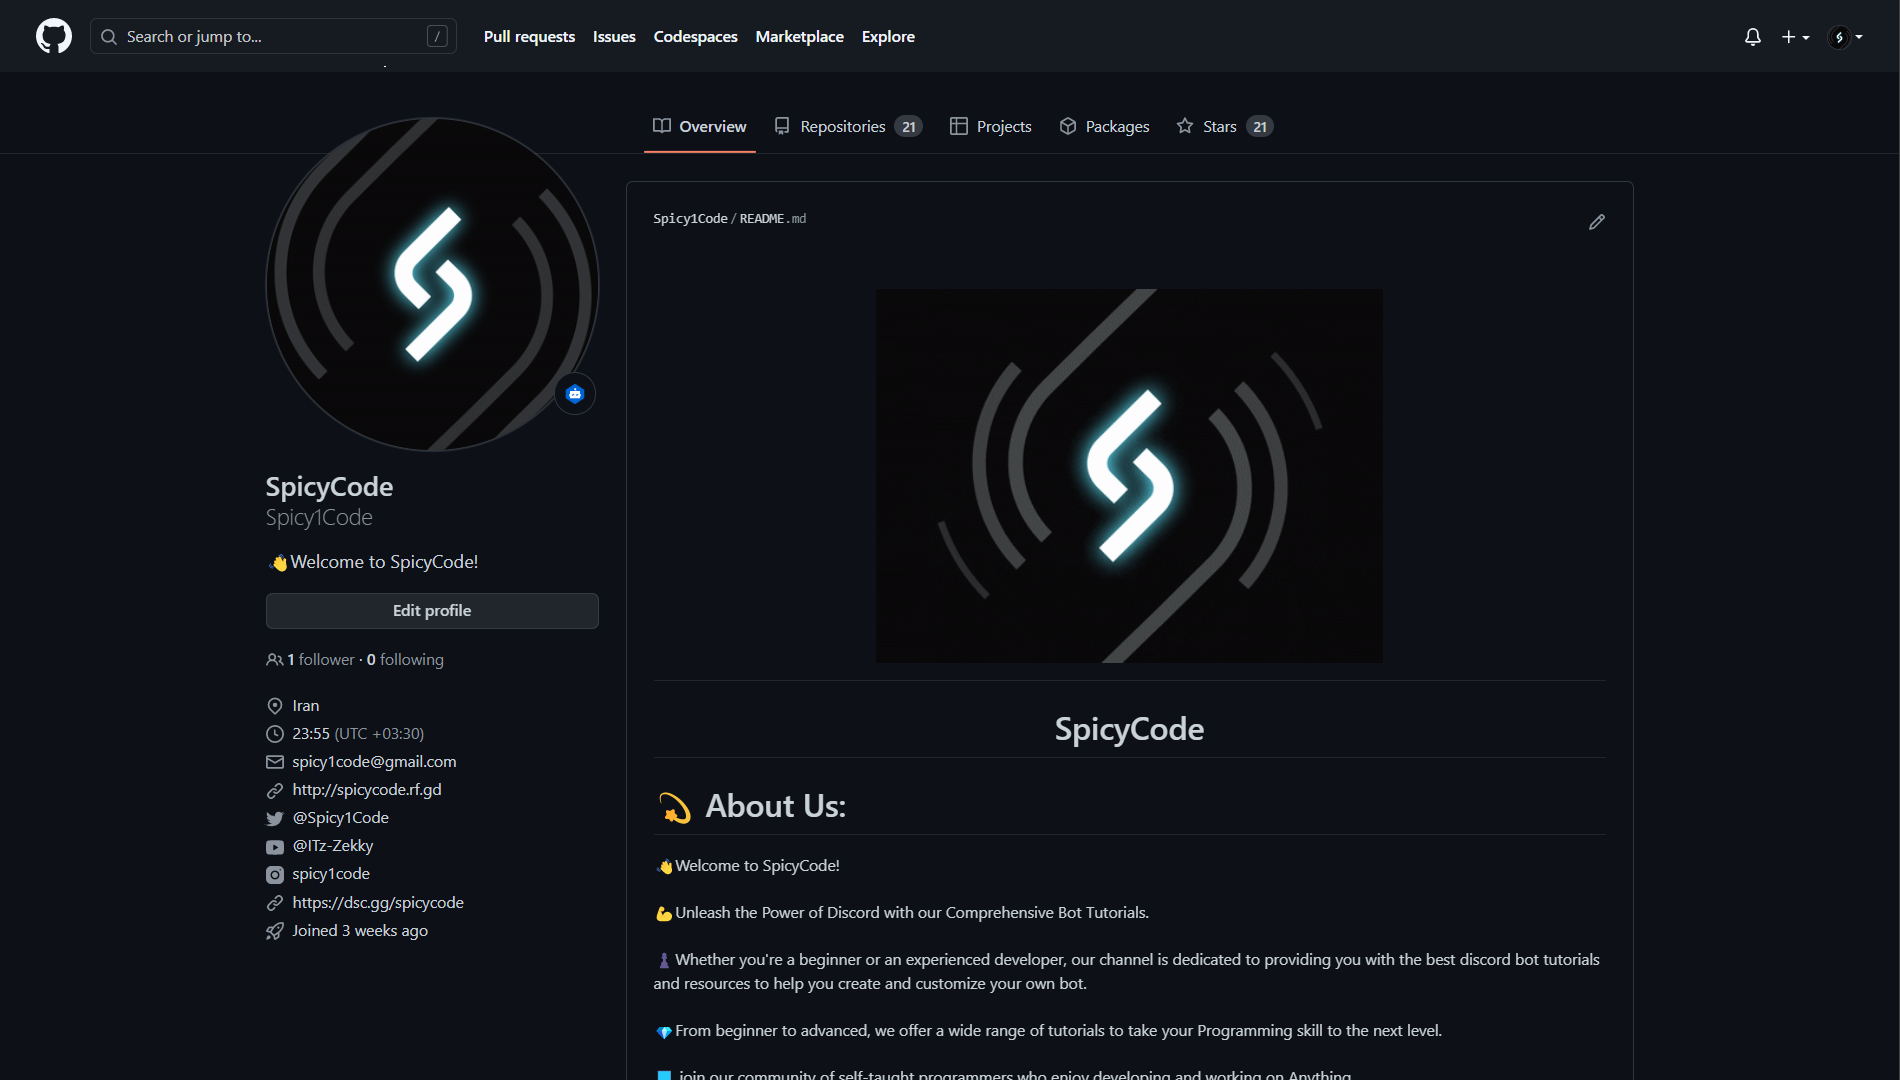 Search or jump to...
/
Pull requests
Issues
Codespaces
Marketplace
Explore
Overview
Repositories 21
Projects
Packages
Stars 21
SpicyCode
Spicy1Code
👋Welcome to SpicyCode!
Edit profile
1 follower · 0 following
Iran
23:55 (UTC +03:30)
spicy1code@gmail.com
http://spicycode.rf.gd
@Spicy1Code
@ITz-Zekky
spicy1code
https://dsc.gg/spicycode
Joined 3 weeks ago
Spicy1Code / README.md
SpicyCode
💫 About Us:
👋Welcome to SpicyCode!
💪Unleash the Power of Discord with our Comprehensive Bot Tutorials.
♟️Whether you're a beginner or an experienced developer, our channel is dedicated to providing you with the best discord bot tutorials
and resources to help you create and customize your own bot.
💎From beginner to advanced, we offer a wide range of tutorials to take your Programming skill to the next level.
join our community of self-taught programmers who enjoy developing and working on Anything